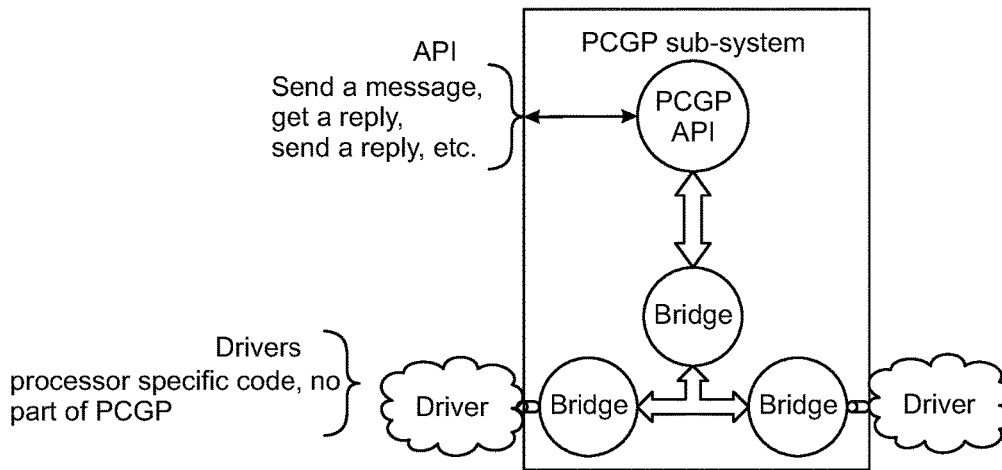 PCGP sub-system
API
Send a message,
get a reply,
send a reply, etc.
PCGP
API
Bridge
Drivers
processor specific code, no
part of PCGP
Driver
Bridge
Bridge
Driver